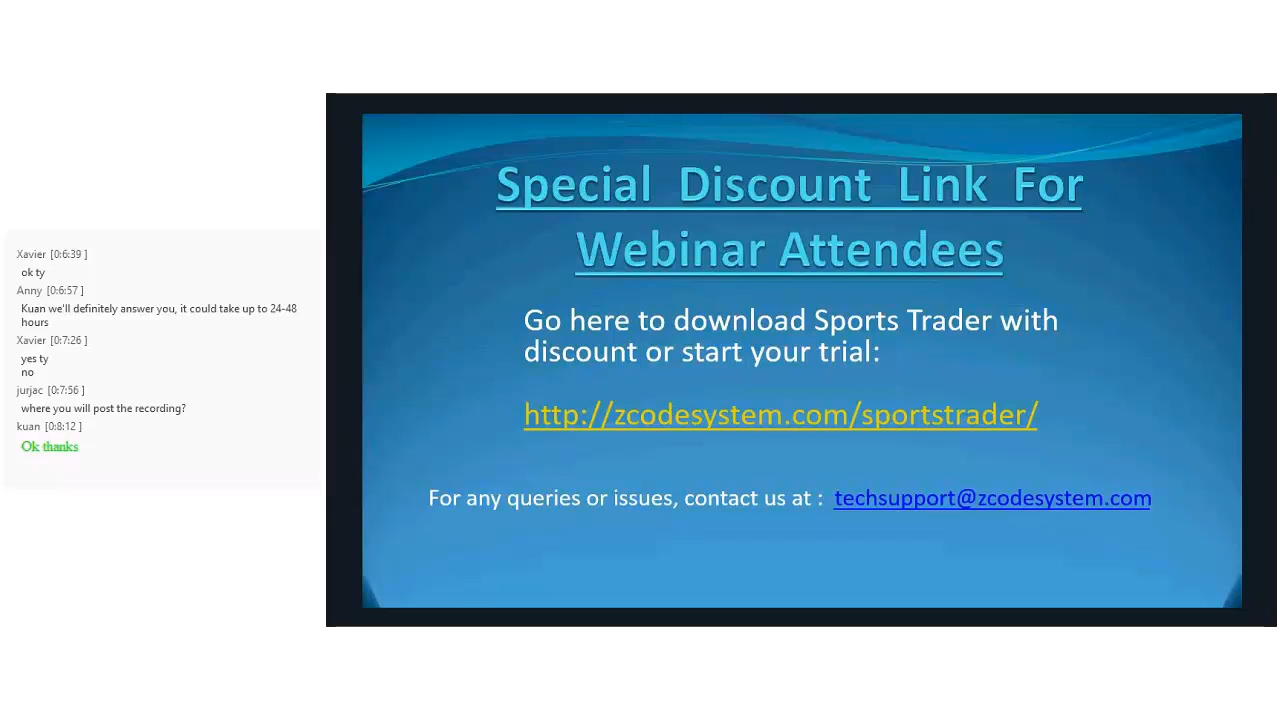 Xavier [0:6:39 ]
ok ty
Anny [0:6:57 ]
Kuan we'll definitely answer you, it could take up to 24-48
hours
Xavier [0:7:26 ]
yes ty
no
jurjac [0:7:56 ]
where you will post the recording?
kuan [0:8:12 ]
Ok thanks
Special Discount Link For
Webinar Attendees
Go here to download Sports Trader with
discount or start your trial:
http://zcodesystem.com/sportstrader/
For any queries or issues, contact us at : techsupport@zcodesystem.com